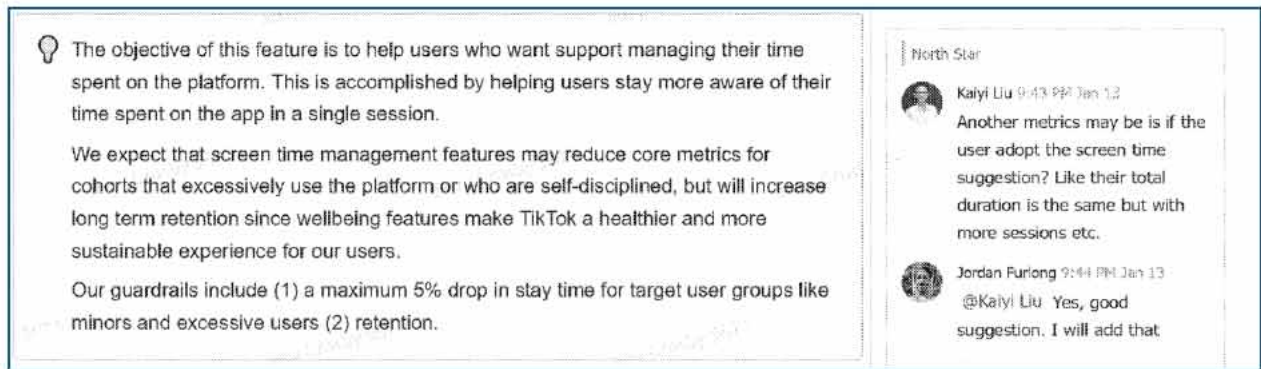 The objective of this feature is to help users who want support managing their time
spent on the platform. This is accomplished by helping users stay more aware of their
time spent on the app in a single session.
We expect that screen time management features may reduce core metrics for
cohorts that excessively use the platform or who are self-disciplined, but will increase
long term retention since wellbeing features make TikTok a healthier and more
sustainable experience for our users.
Our guardrails include (1) a maximum 5% drop in stay time for target user groups like
minors and excessive users (2) retention.
North Star
Kaiyi Liu 9:43 PM Jan 13
Another metrics may be is if the
user adopt the screen time
suggestion? Like their total
duration is the same but with
more sessions etc.
Jordan Furlong 9:44 PM Jan 13
@Kaiyi Liu Yes, good
suggestion. I will add that